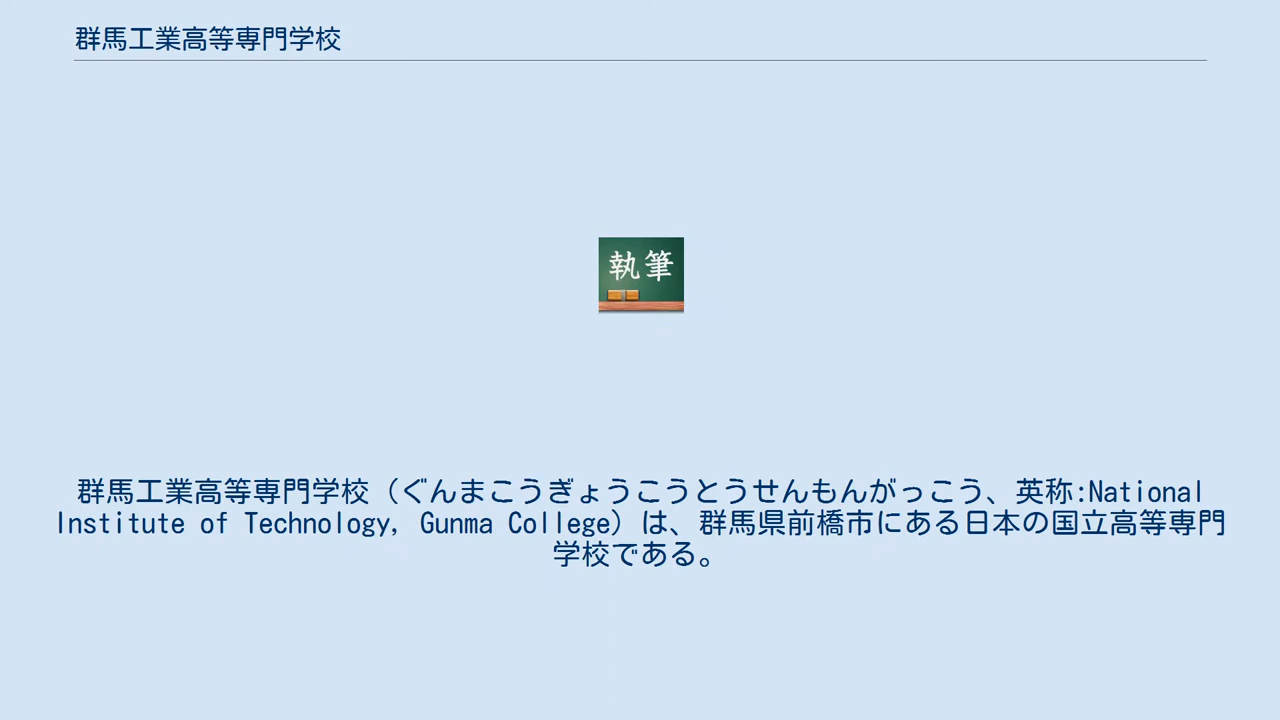 群馬工業高等専門学校
執筆
群馬工業高等専門学校（ぐんまこうぎょうこうとうせんもんがっこう、英称:National
Institute of Technology, Gunma College）は、群馬県前橋市にある日本の国立高等専門
学校である。